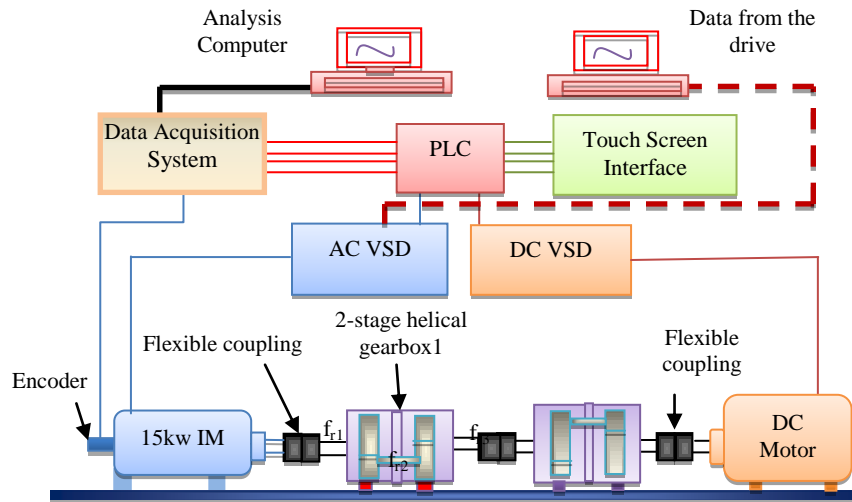 Analysis
Computer
Data from the
drive
Data Acquisition
System
PLC
Touch Screen
Interface
AC VSD
DC VSD
2-stage helical
gearbox1
Flexible coupling
Flexible
coupling
Encoder
15kw IM
fr1
fr2
fr3
DC
Motor